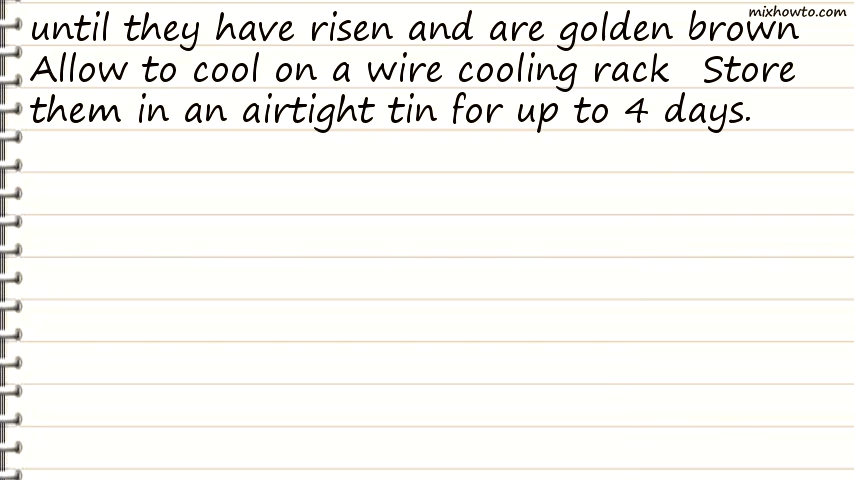 mixhowto.com
until they have risen and are golden brown
Allow to cool on a wire cooling rack  Store
them in an airtight tin for up to 4 days.